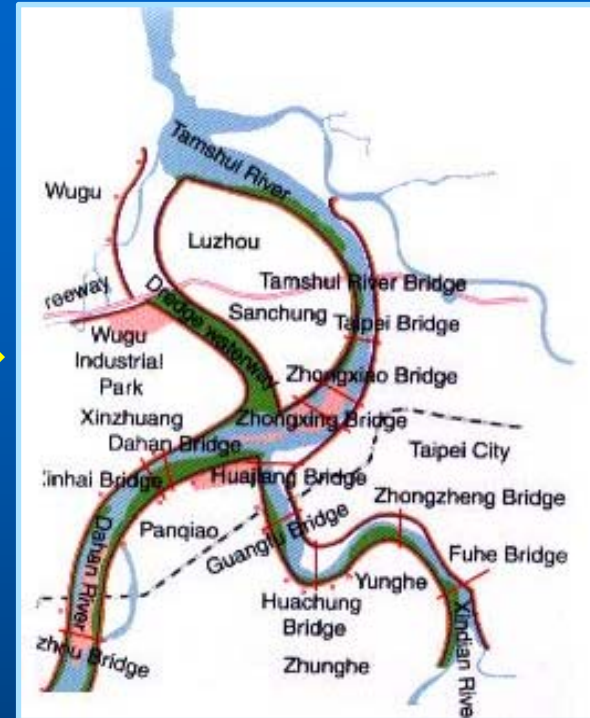 Tamshui River
Wugu
Luzhou
reeway
Tamshui River Bridge
Dredge waterway
Sanchung
Taipei Bridge
Wugu
Industrial
Park
Zhongxiao Bridge
Xinzhuang
Zhongxing Bridge
Dahan Bridge
Taipei City
inhai Bridge
Huajiang Bridge
Zhongzheng Bridge
Panqiao
Guangfu Bridge
Fuhe Bridge
Dahan River
Yunghe
Huachung
Bridge
Xindian River
zhou Bridge
Zhunghe